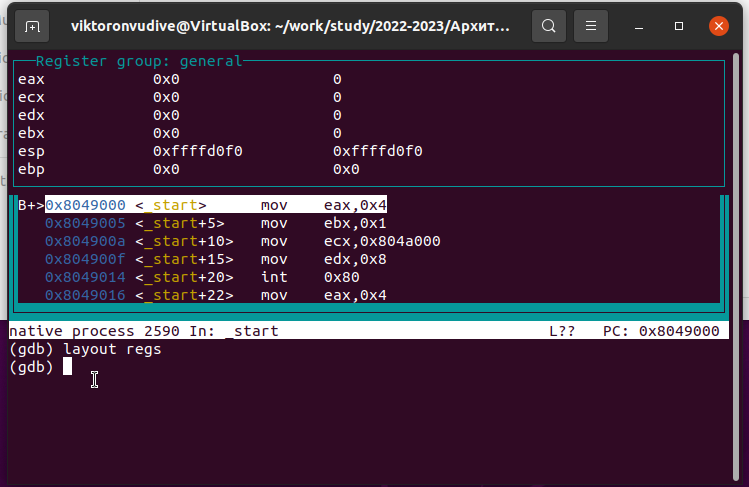 viktoronvudive@VirtualBox: ~/work/study/2022-2023/Архит...
Register group: general
eax 0x0 0
ecx 0x0 0
edx 0x0 0
ebx 0x0 0
esp 0xffffd0f0 0xffffd0f0
ebp 0x0 0x0
B+>0x8049000 <_start> mov eax,0x4
0x8049005 <_start+5> mov ebx,0x1
0x804900a <_start+10> mov ecx,0x804a000
0x804900f <_start+15> mov edx,0x8
0x8049014 <_start+20> int 0x80
0x8049016 <_start+22> mov eax,0x4
native process 2590 In: _start L?? PC: 0x8049000
(gdb) layout regs
(gdb)